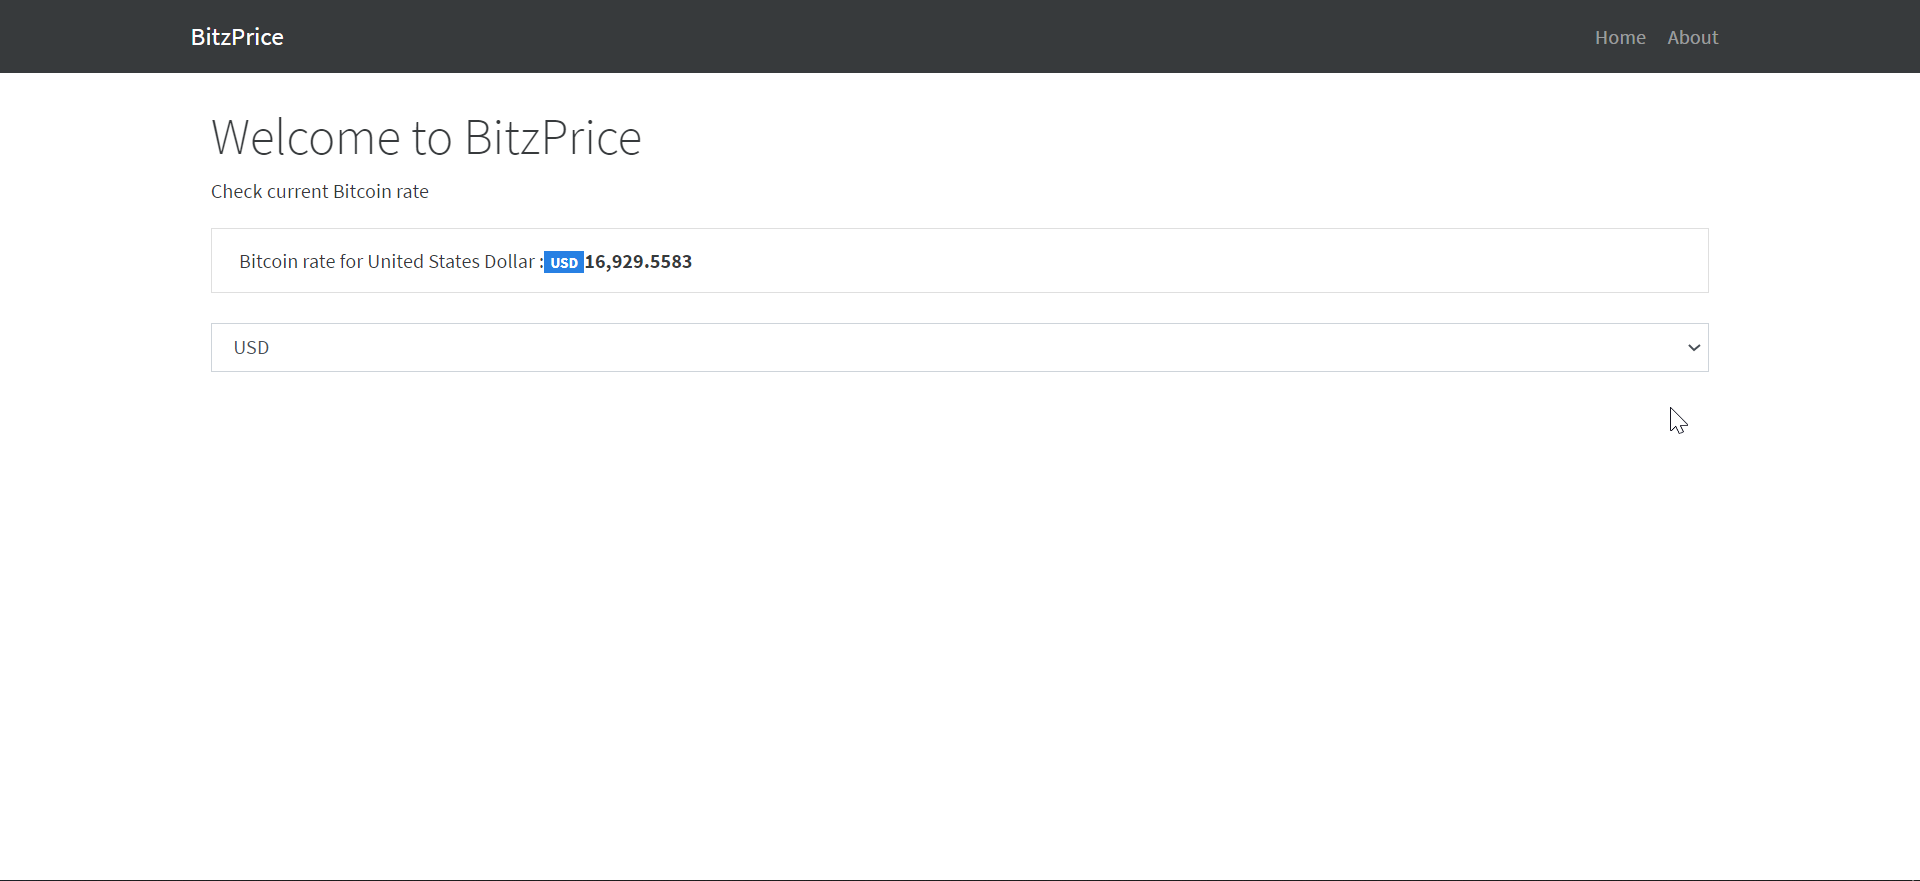 BitzPrice Home About
Welcome to BitzPrice
Check current Bitcoin rate
Bitcoin rate for United States Dollar : USD 16,929.5583
USD